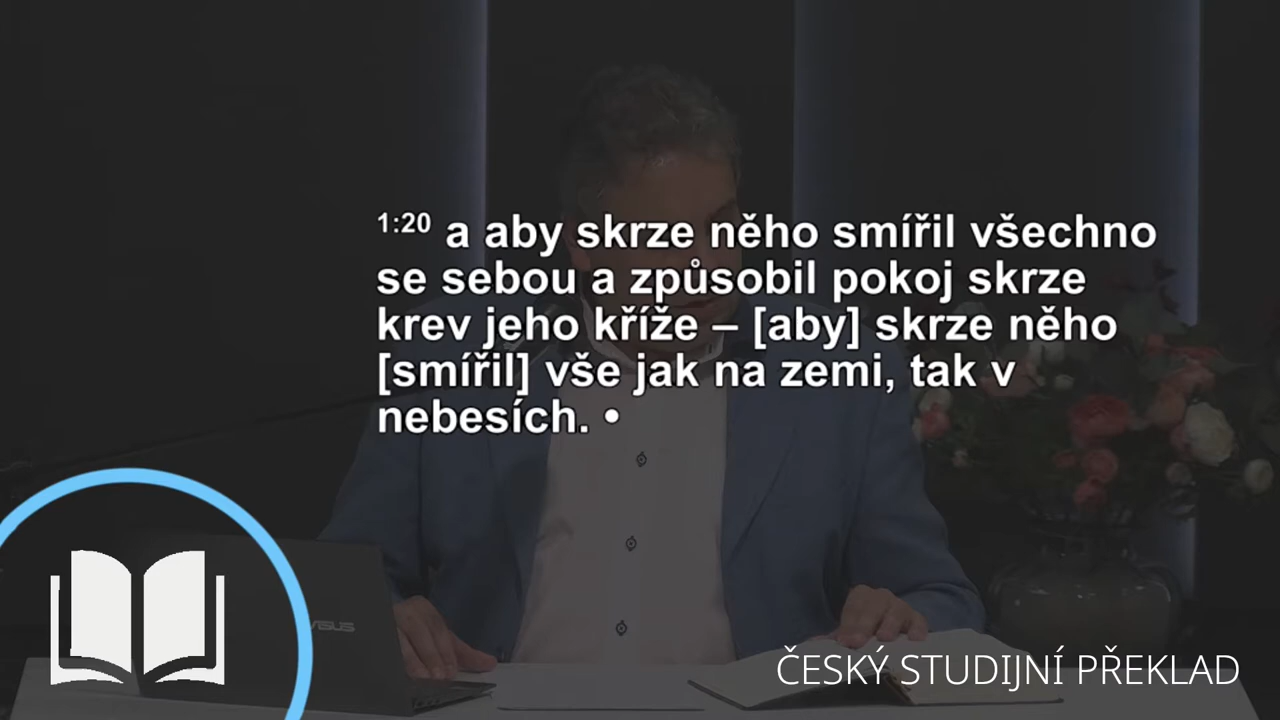 1:20 a aby skrze něho smířil všechno
se sebou a způsobil pokoj skrze
krev jeho kříže – [aby] skrze něho
[smířil] vše jak na zemi, tak v
nebesích. •
ASUS
ČESKÝ STUDIJNÍ PŘEKLAD